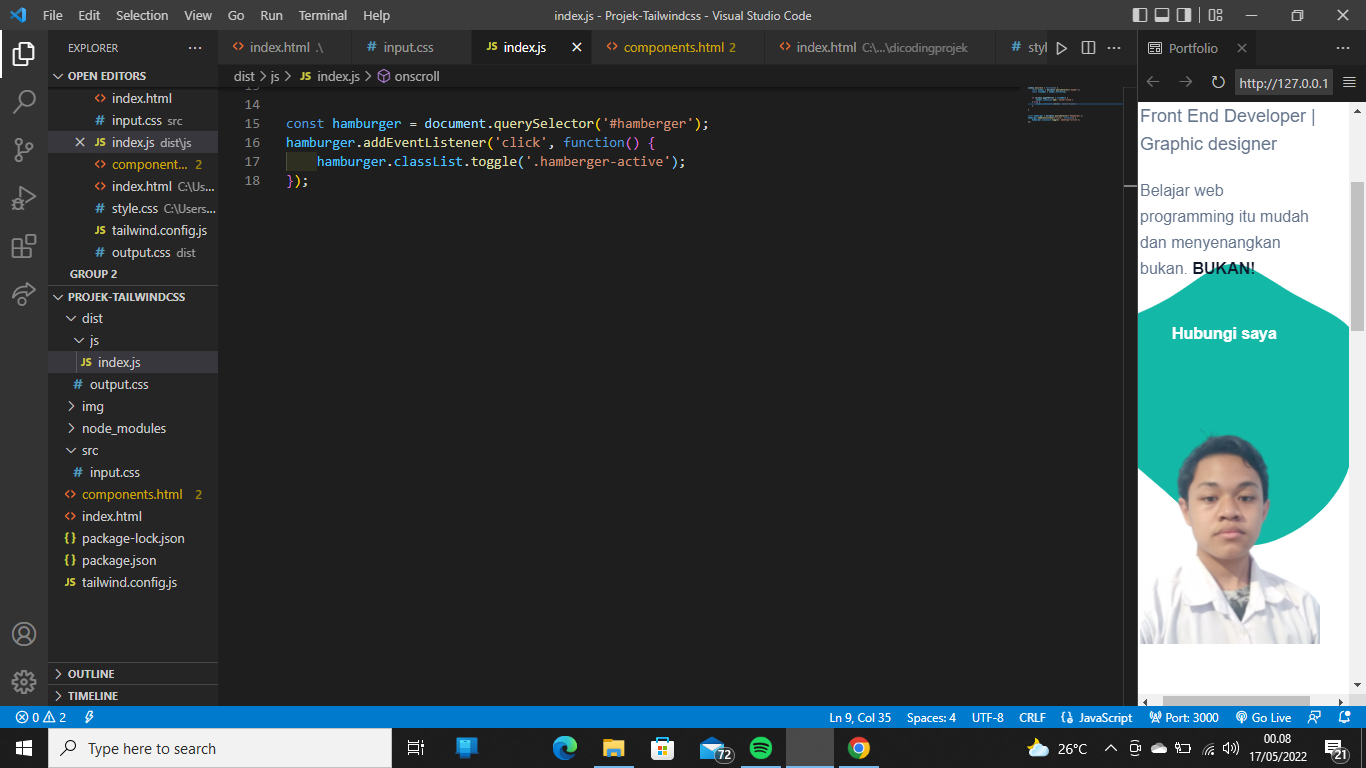 File Edit Selection View Go Run Terminal Help index.js - Projek-Tailwindcss - Visual Studio Code
EXPLORER ...
index.html .\ input.css index.js components.html 2 index.html C:\...\dicodingprojek styl
Portfolio
OPEN EDITORS
index.html
input.css src
index.js dist\js
component... 2
index.html C:\Us...
style.css C:\Users...
tailwind.config.js
output.css dist
GROUP 2
PROJEK-TAILWINDCSS
dist
js
index.js
output.css
img
node_modules
src
input.css
components.html 2
index.html
package-lock.json
package.json
tailwind.config.js
OUTLINE
TIMELINE
dist > js > JS index.js > onscroll
14
15 const hamburger = document.querySelector('#hamberger');
16 hamburger.addEventListener('click', function() {
17 hamburger.classList.toggle('.hamberger-active');
18 });
http://127.0.0.1
Front End Developer |
Graphic designer
Belajar web
programming itu mudah
dan menyenangkan
bukan. BUKAN!
Hubungi saya
0 2 Ln 9, Col 35 Spaces: 4 UTF-8 CRLF JavaScript Port: 3000 Go Live
Type here to search
72
26°C
00.08
17/05/2022
21